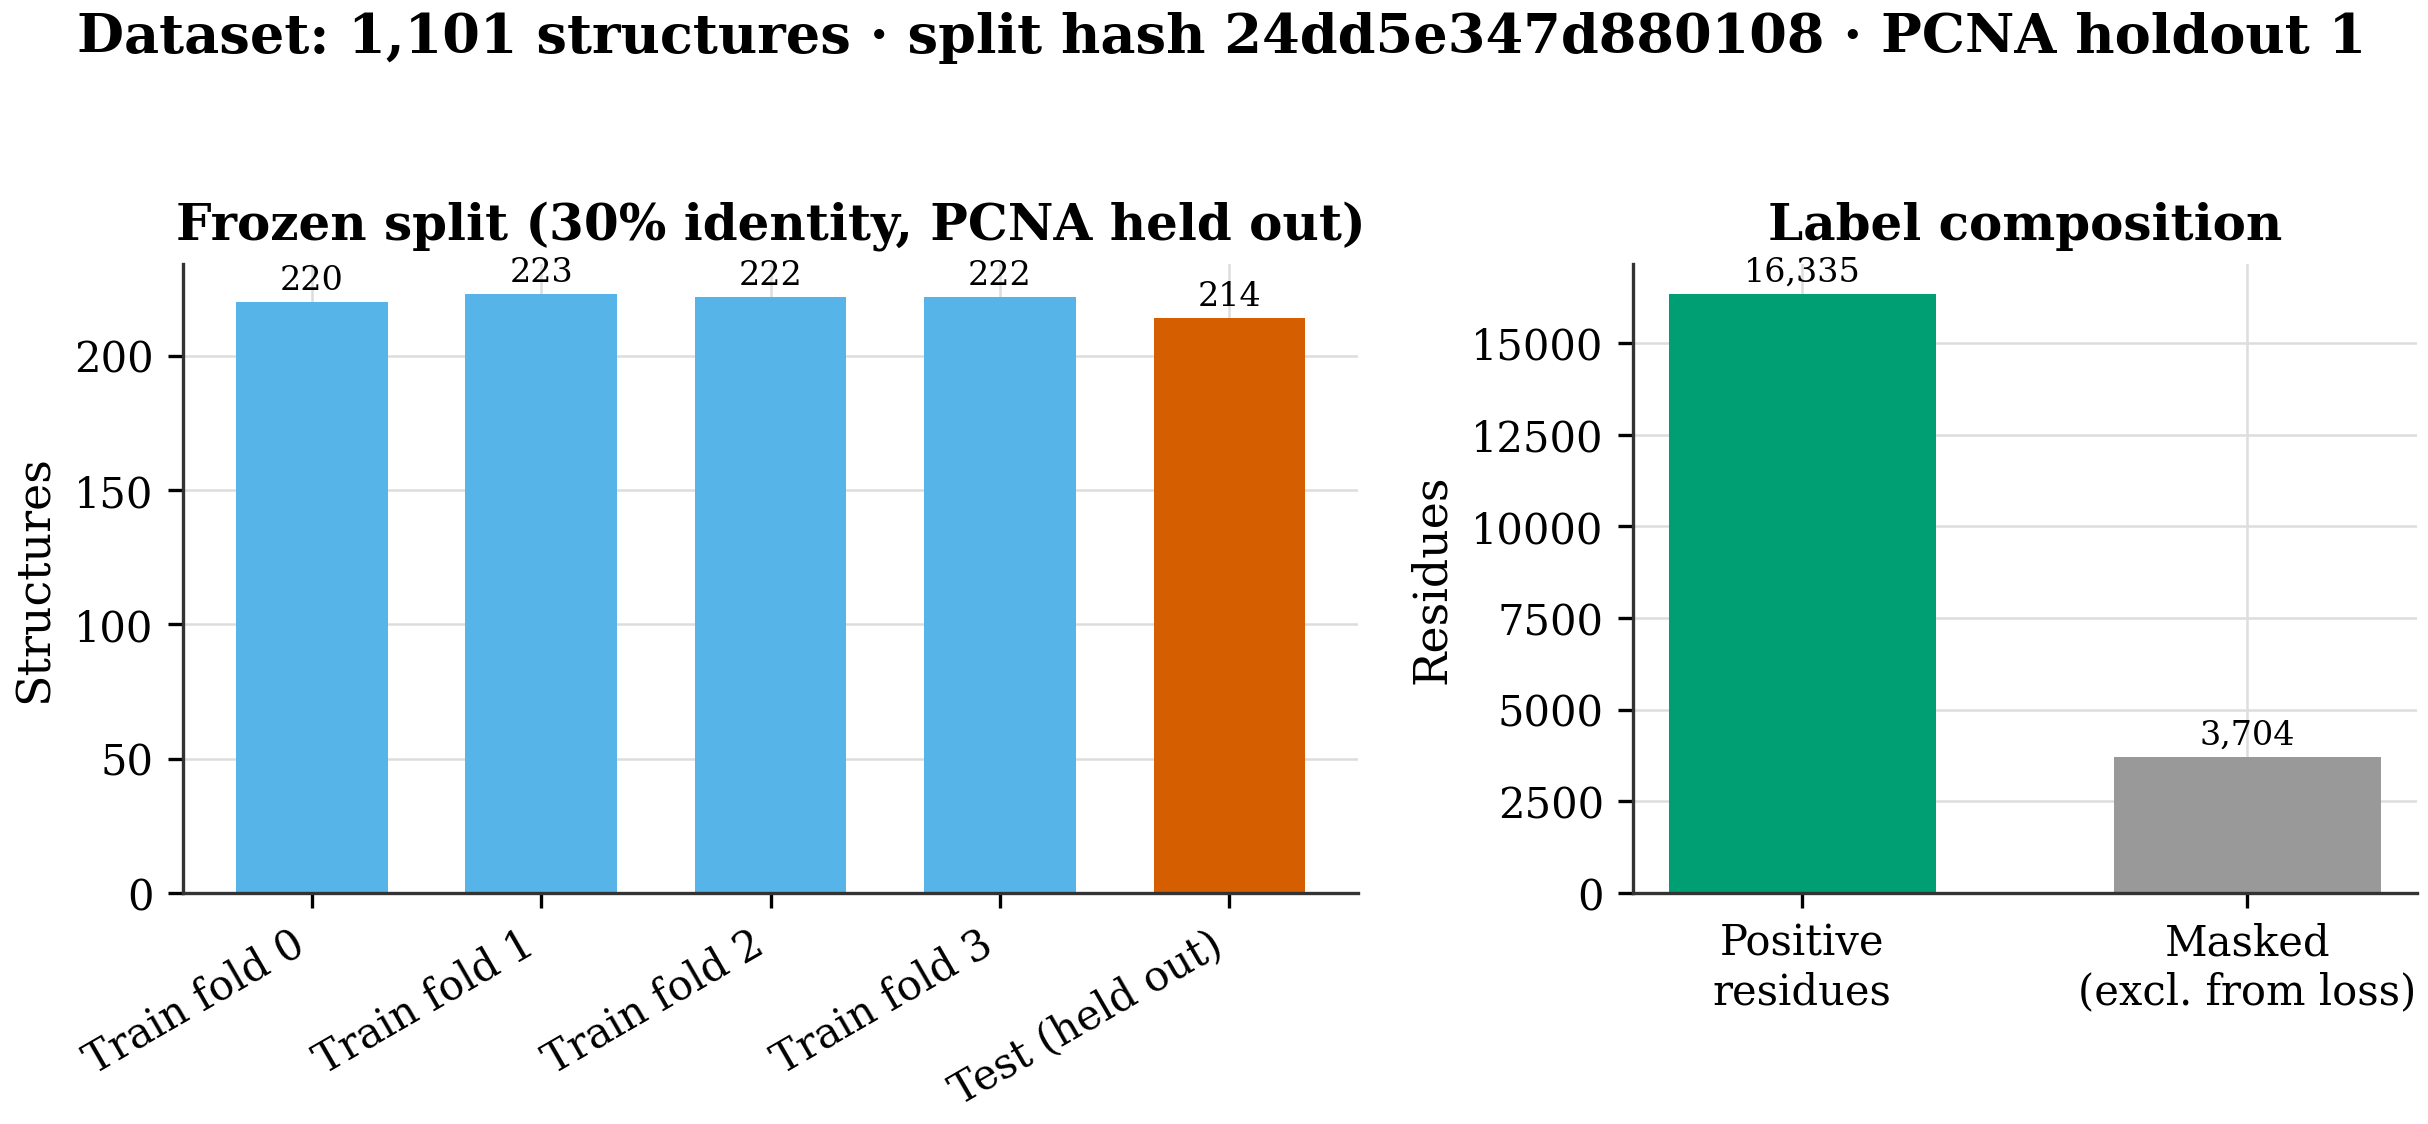 Dataset: 1,101 structures · split hash 24dd5e347d880108 · PCNA holdout 1
Frozen split (30% identity, PCNA held out)
220
223
222
222
214
200
150
100
50
0
Structures
Train fold 0
Train fold 1
Train fold 2
Train fold 3
Test (held out)
Label composition
16,335
3,704
15000
12500
10000
7500
5000
2500
0
Residues
Positive
residues
Masked
(excl. from loss)